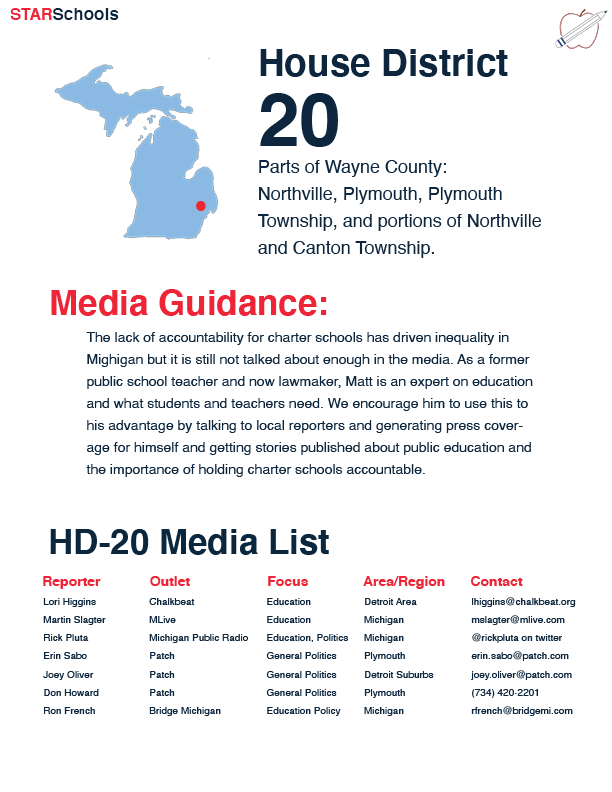 STARSchools
House District
20
Parts of Wayne County:
Northville, Plymouth, Plymouth
Township, and portions of Northville
and Canton Township.
Media Guidance:
The lack of accountability for charter schools has driven inequality in
Mighigan but it is still not talked about enough in the media. As a former
public school teacher and now lawmaker, Matt is an expert on education
and what students and teachers need. We encourage him to use this to
his advantage by talking to local reporters and generating press cover-
age for himself and getting stories published about public education and
the importance of holding charter schools accountable.
HD-20 Media List
Reporter Outlet Focus Area/Region Contact
Lori Higgins Chalkbeat Education Detroit Area lhiggins@chalkbeat.org
Martin Slagter MLive Education Michigan mslagter@mlive.com
Rick Pluta Michigan Public Radio Education, Politics Michigan @rickpluta on twitter
Erin Sabo Patch General Politics Plymouth erin.sabo@patch.com
Joey Oliver Patch General Politics Detroit Suburbs joey.oliver@patch.com
Don Howard Patch General Politics Plymouth (734) 420-2201
Ron French Bridge Michigan Education Policy Michigan rfrench@bridgemi.com